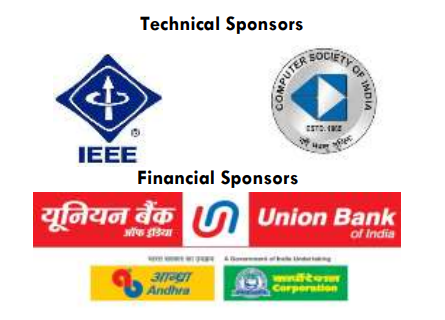 Technical Sponsors
IEEE
COMPUTER SOCIETY OF INDIA
ESTD. 1965
Financial Sponsors
यूनियन बैंक
ऑफ इंडिया
Union Bank
of India
A Government of India Undertaking
आन्ध्रा
Andhra
कार्पोरेशन
Corporation